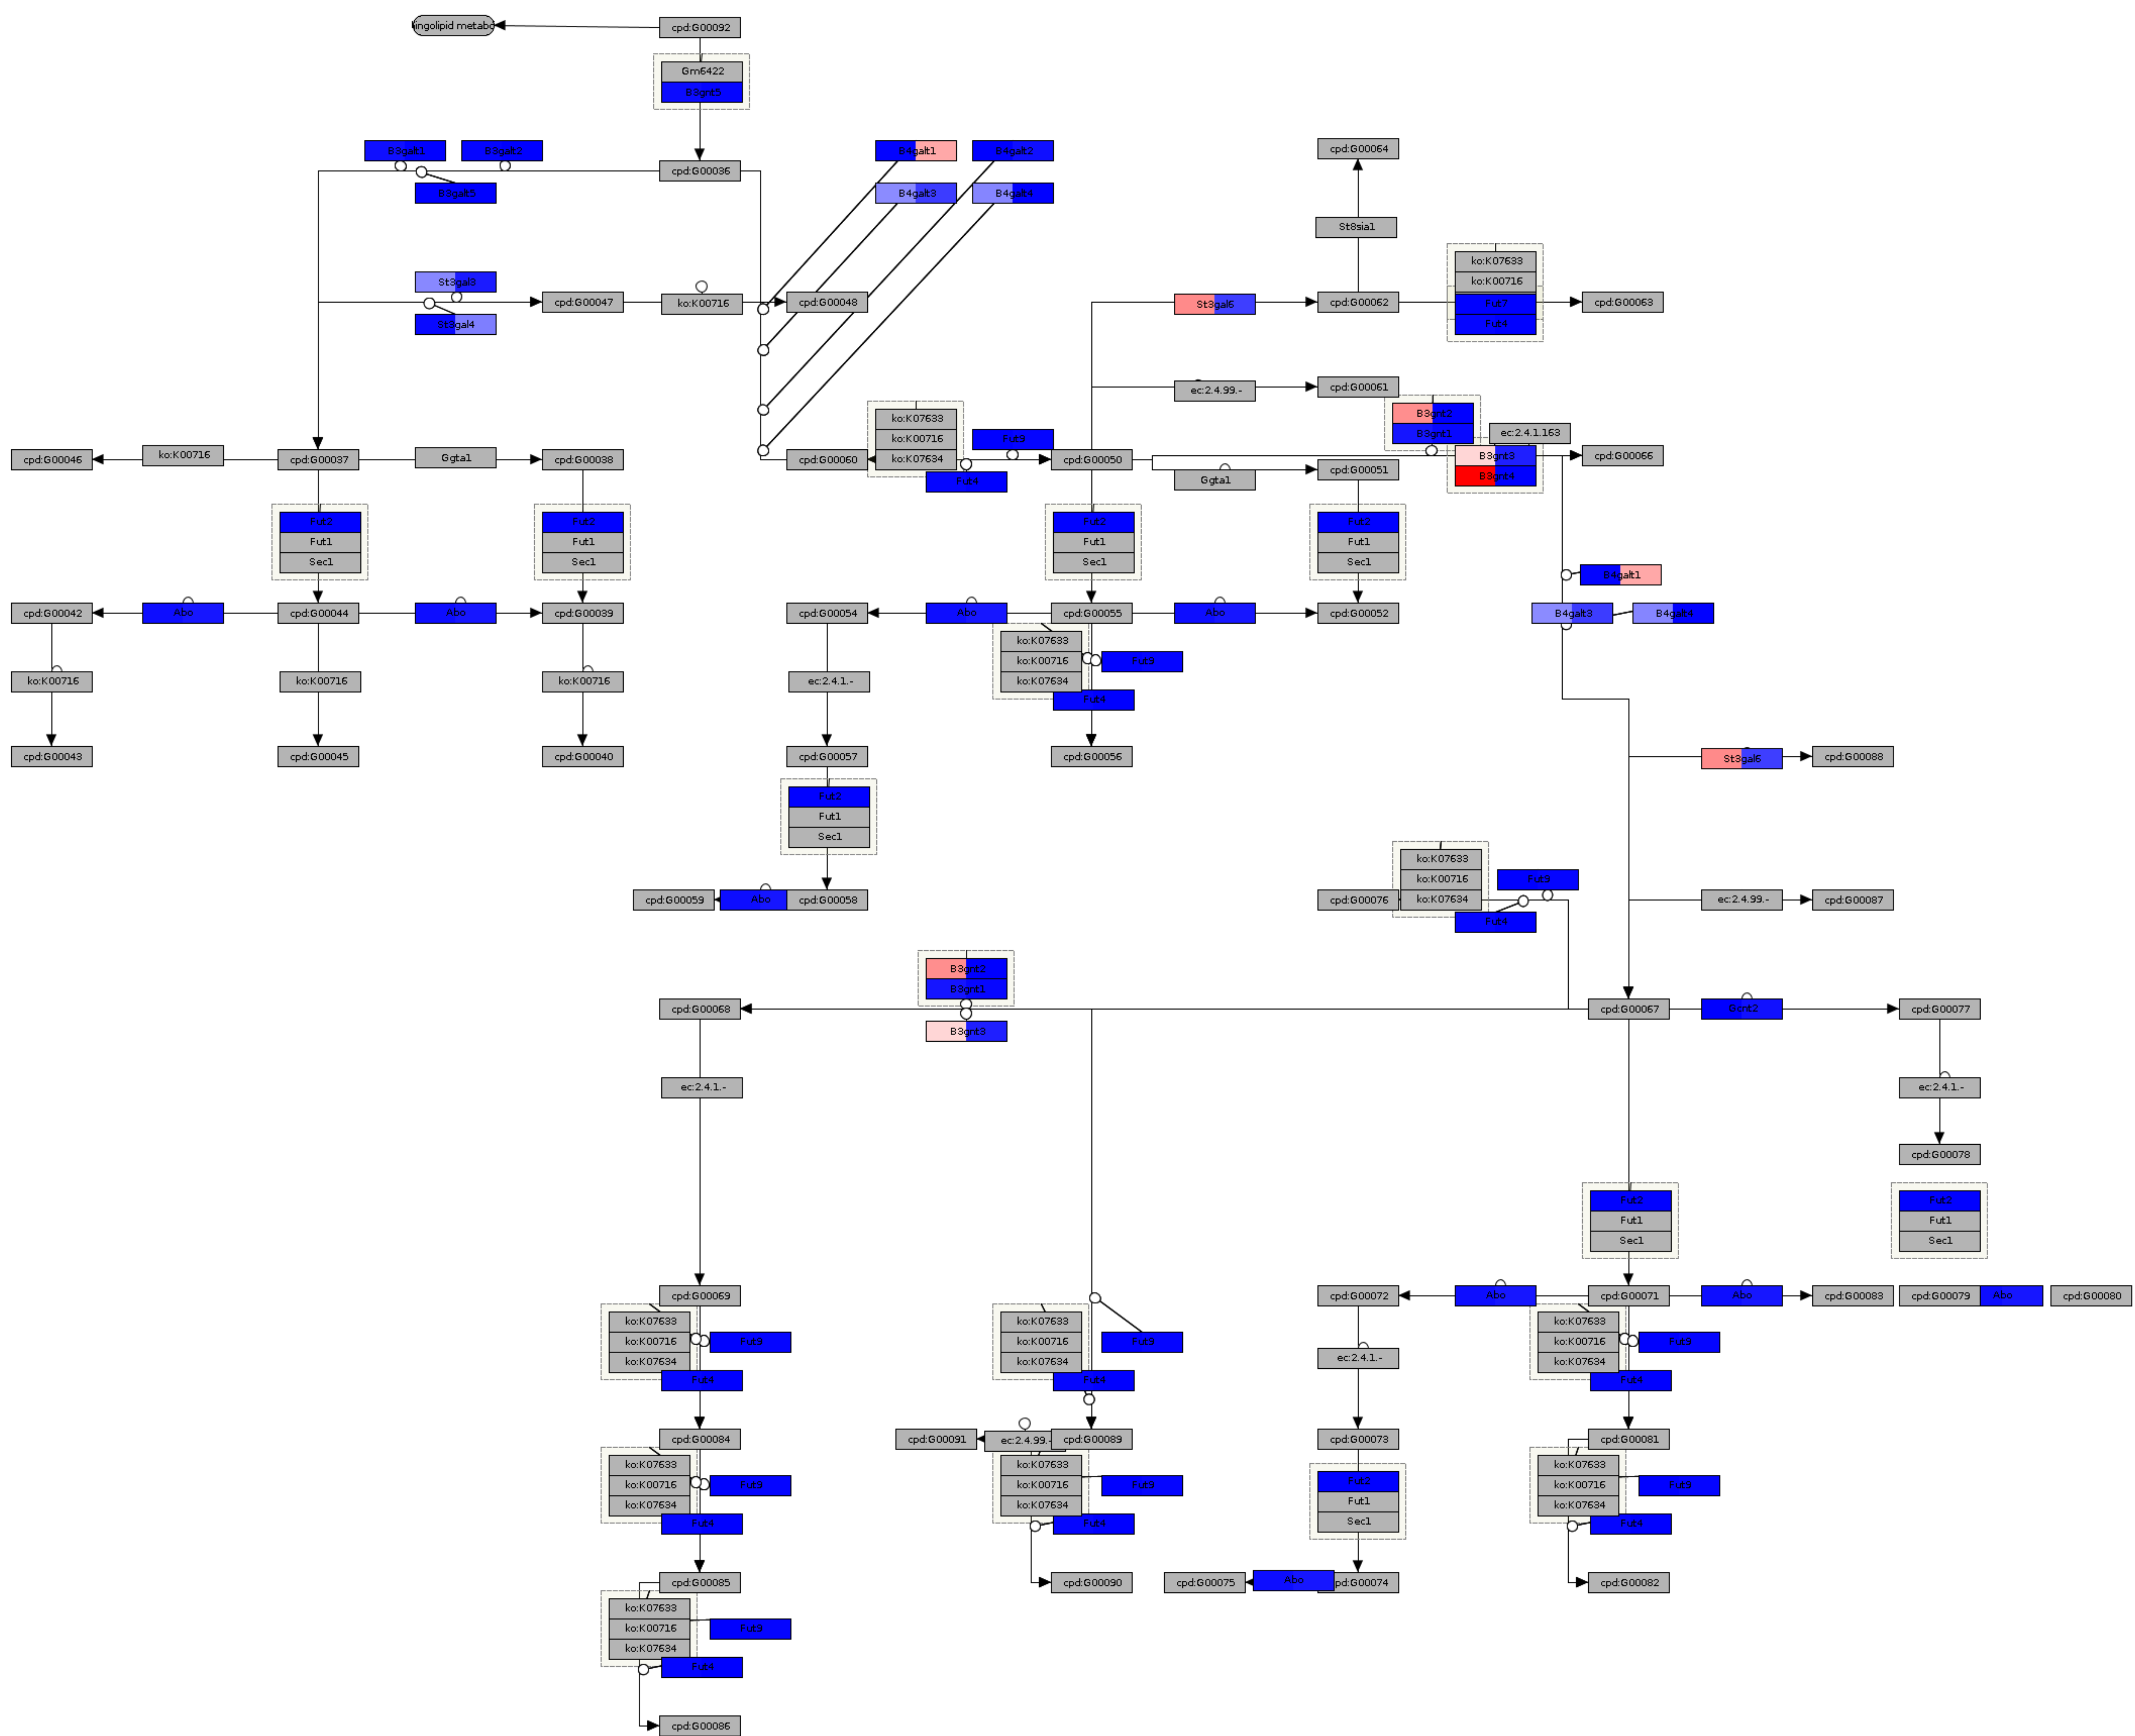 ingolipid metabo
cpd:G00092
Gm6422
B3gnt5
B3galt1
B3galt2
B4galt1
B4galt2
cpd:G00064
cpd:G00036
B3galt5
B4galt3
B4galt4
St8sia1
ko:K07633
ko:K00716
St3gal3
cpd:G00047
ko:K00716
cpd:G00048
St3gal6
cpd:G00062
Fut7
cpd:G00063
St3gal4
Fut4
ec:2.4.99.-
cpd:G00061
ko:K07633
B3gnt2
ko:K00716
Fut9
B3gnt1
ec:2.4.1.163
cpd:G00046
ko:K00716
cpd:G00037
Ggta1
cpd:G00038
cpd:G00060
ko:K07634
cpd:G00050
cpd:G00051
B3gnt3
cpd:G00066
Fut4
Ggta1
B3gnt4
Fut2
Fut1
Sec1
Fut2
Fut1
Sec1
Fut2
Fut1
Sec1
Fut2
Fut1
Sec1
B4galt1
cpd:G00042
Abo
cpd:G00044
Abo
cpd:G00039
cpd:G00054
Abo
cpd:G00055
Abo
cpd:G00052
B4galt3
B4galt4
ko:K07633
ko:K00716
ko:K07634
Fut9
ko:K00716
ko:K00716
ko:K00716
ec:2.4.1.-
Fut4
cpd:G00043
cpd:G00045
cpd:G00040
cpd:G00057
cpd:G00056
St3gal6
cpd:G00088
Fut2
Fut1
Sec1
ko:K07633
ko:K00716
ko:K07634
Fut9
cpd:G00059
Abo
cpd:G00058
cpd:G00076
Fut4
ec:2.4.99.-
cpd:G00087
B3gnt2
B3gnt1
cpd:G00068
B3gnt3
cpd:G00067
Gcnt2
cpd:G00077
ec:2.4.1.-
ec:2.4.1.-
cpd:G00078
Fut2
Fut1
Sec1
Fut2
Fut1
Sec1
cpd:G00069
cpd:G00072
Abo
cpd:G00071
Abo
cpd:G00083
cpd:G00079
Abo
cpd:G00080
ko:K07633
ko:K00716
ko:K07634
Fut9
Fut4
ko:K07633
ko:K00716
ko:K07634
Fut9
Fut4
ec:2.4.1.-
ko:K07633
ko:K00716
ko:K07634
Fut9
Fut4
cpd:G00084
cpd:G00091
ec:2.4.99.-
cpd:G00089
cpd:G00073
cpd:G00081
ko:K07633
ko:K00716
ko:K07634
Fut9
Fut4
ko:K07633
ko:K00716
ko:K07634
Fut9
Fut4
Fut2
Fut1
Sec1
ko:K07633
ko:K00716
ko:K07634
Fut9
Fut4
cpd:G00085
cpd:G00090
cpd:G00075
Abo
pd:G00074
cpd:G00082
ko:K07633
ko:K00716
ko:K07634
Fut9
Fut4
cpd:G00086